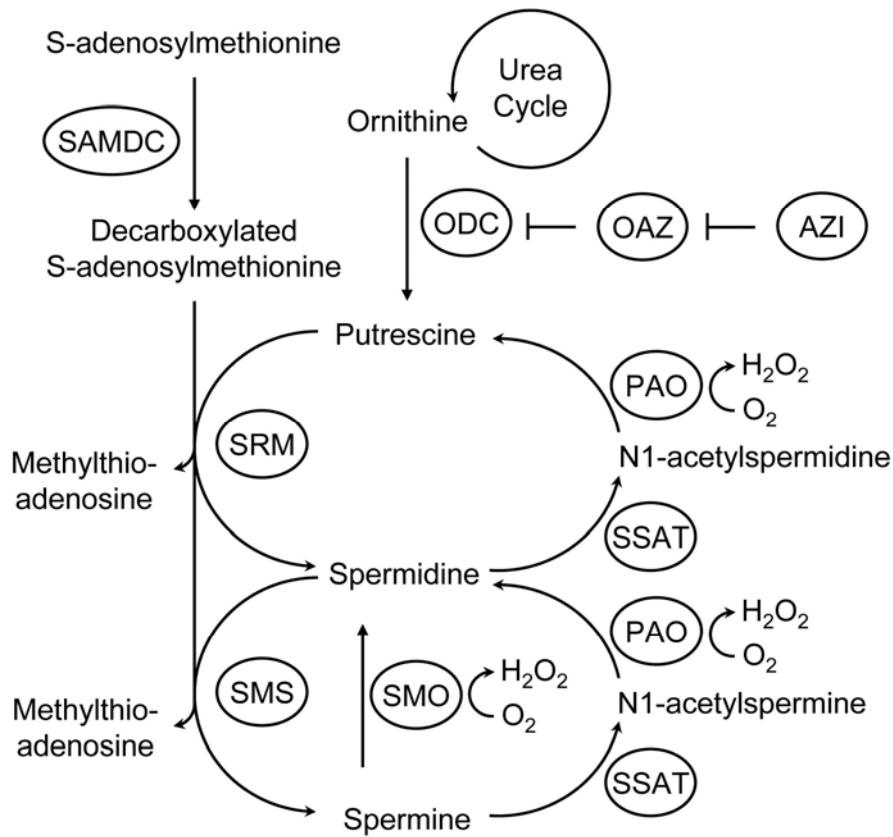 S-adenosylmethionine
Urea
Cycle
Ornithine
SAMDC
ODC
OAZ
AZI
Decarboxylated
S-adenosylmethionine
Putrescine
PAO
H₂O₂
O₂
SRM
N1-acetylspermidine
Methylthio-
adenosine
SSAT
Spermidine
PAO
H₂O₂
O₂
SMS
SMO
H₂O₂
O₂
N1-acetylspermine
Methylthio-
adenosine
SSAT
Spermine